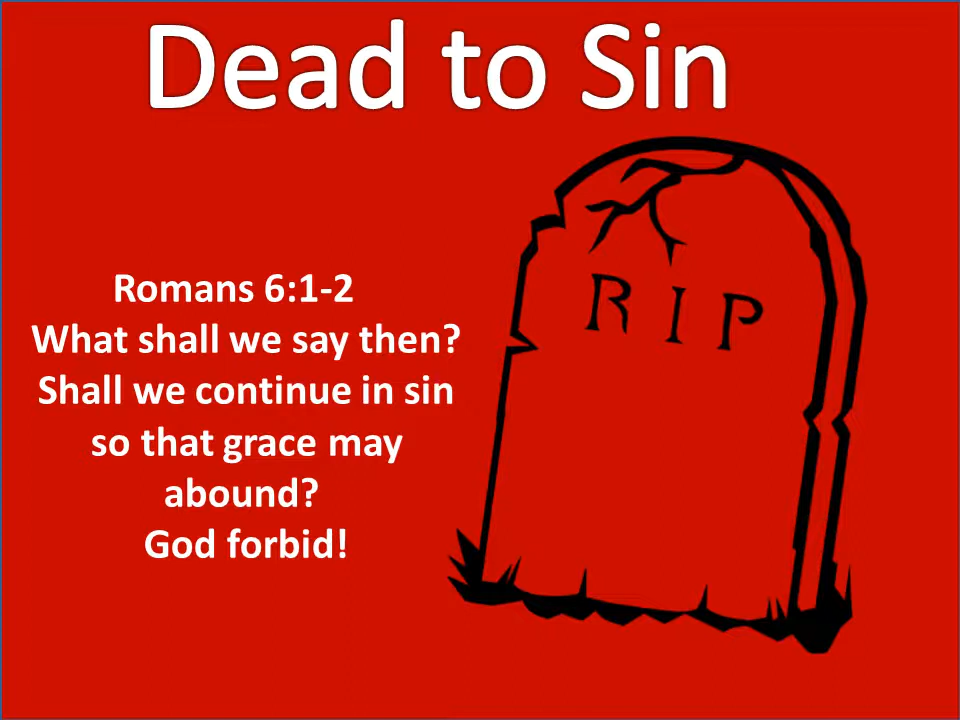 Dead to Sin
Romans 6:1-2
What shall we say then?
Shall we continue in sin
so that grace may
abound?
God forbid!
R I P